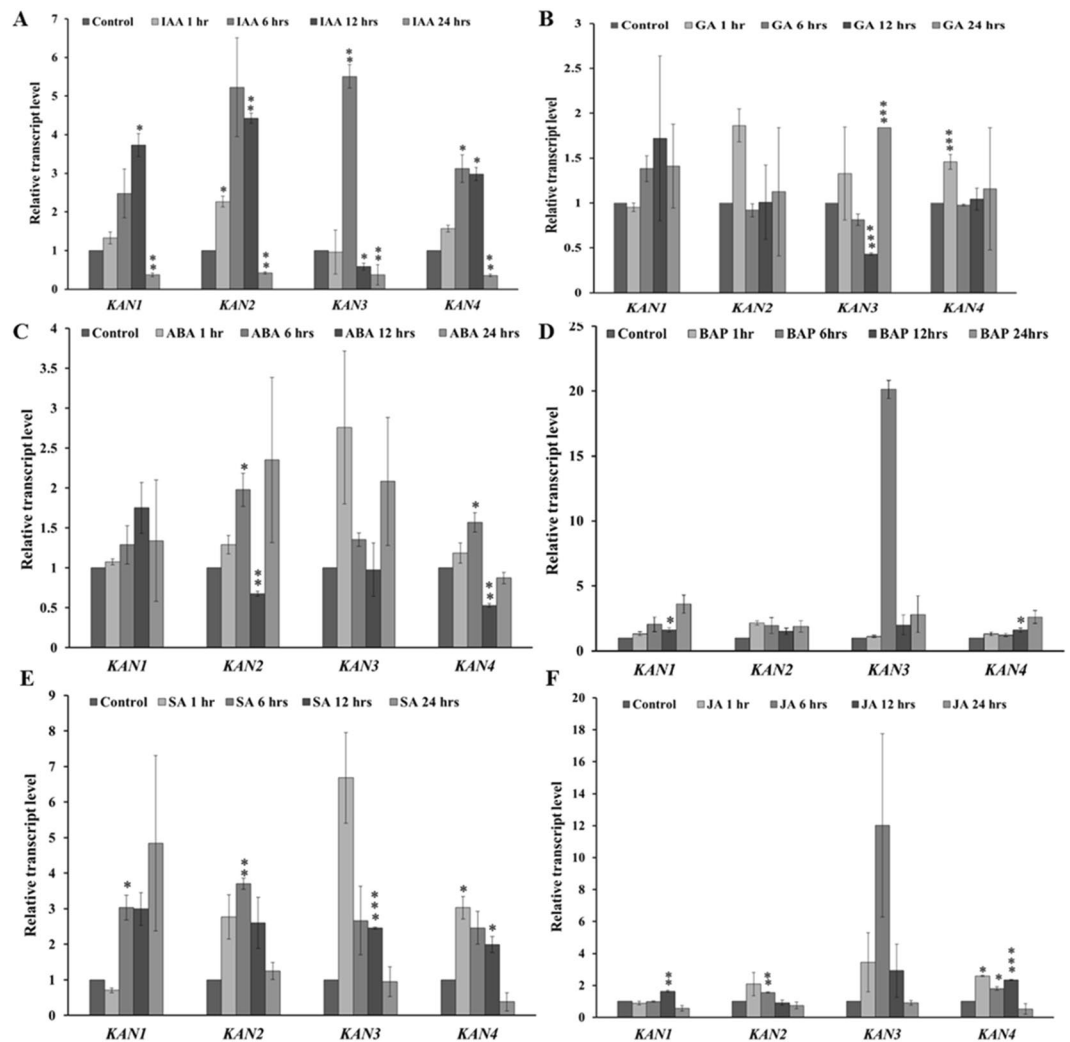 A
Control IAA 1 hr IAA 6 hrs IAA 12 hrs IAA 24 hrs
Relative transcript level
7
6
5
4
3
2
1
0
* ** * ** ** ** * ** * * **
KAN1 KAN2 KAN3 KAN4
B
Control GA 1 hr GA 6 hrs GA 12 hrs GA 24 hrs
Relative transcript level
3
2.5
2
1.5
1
0.5
0
*** *** ***
KAN1 KAN2 KAN3 KAN4
C
Control ABA 1 hr ABA 6 hrs ABA 12 hrs ABA 24 hrs
Relative transcript level
4
3.5
3
2.5
2
1.5
1
0.5
0
* ** * **
KAN1 KAN2 KAN3 KAN4
D
Control BAP 1hr BAP 6hrs BAP 12hrs BAP 24hrs
Relative transcript level
25
20
15
10
5
0
* *
KAN1 KAN2 KAN3 KAN4
E
Control SA 1 hr SA 6 hrs SA 12 hrs SA 24 hrs
Relative transcript level
9
8
7
6
5
4
3
2
1
0
* ** *** * *
KAN1 KAN2 KAN3 KAN4
F
Control JA 1 hr JA 6 hrs JA 12 hrs JA 24 hrs
Relative transcript level
20
18
16
14
12
10
8
6
4
2
0
** ** * * ***
KAN1 KAN2 KAN3 KAN4